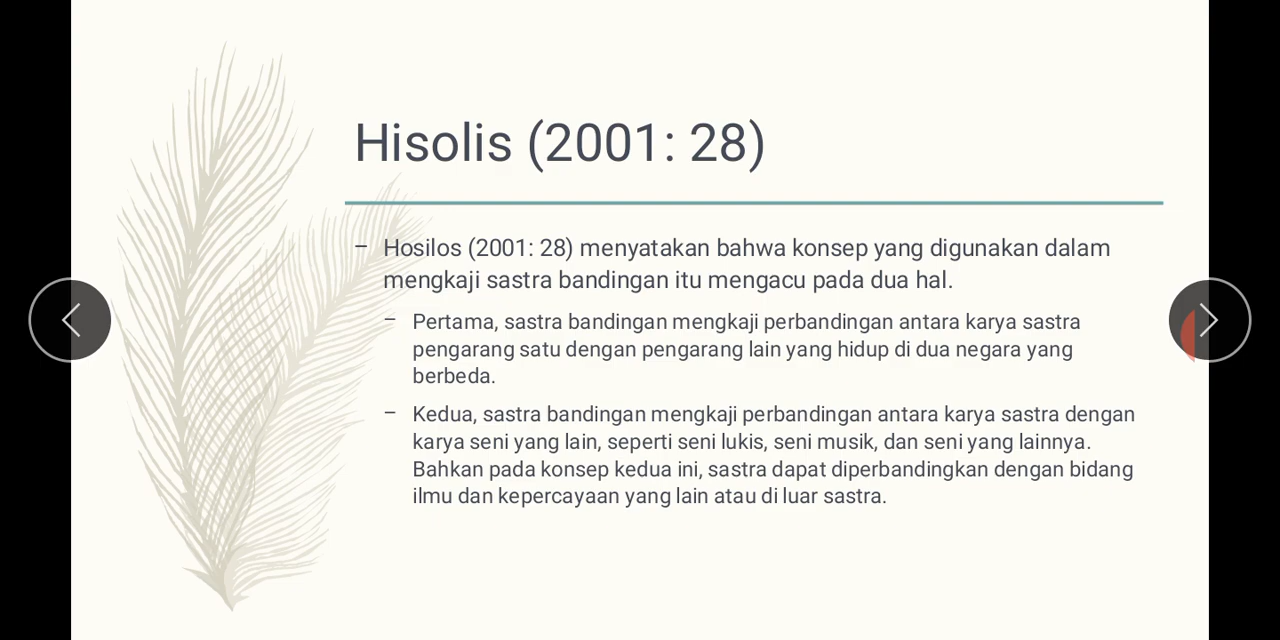 Hisolis (2001: 28)
– Hosilos (2001: 28) menyatakan bahwa konsep yang digunakan dalam
mengkaji sastra bandingan itu mengacu pada dua hal.
– Pertama, sastra bandingan mengkaji perbandingan antara karya sastra
pengarang satu dengan pengarang lain yang hidup di dua negara yang
berbeda.
– Kedua, sastra bandingan mengkaji perbandingan antara karya sastra dengan
karya seni yang lain, seperti seni lukis, seni musik, dan seni yang lainnya.
Bahkan pada konsep kedua ini, sastra dapat diperbandingkan dengan bidang
ilmu dan kepercayaan yang lain atau di luar sastra.